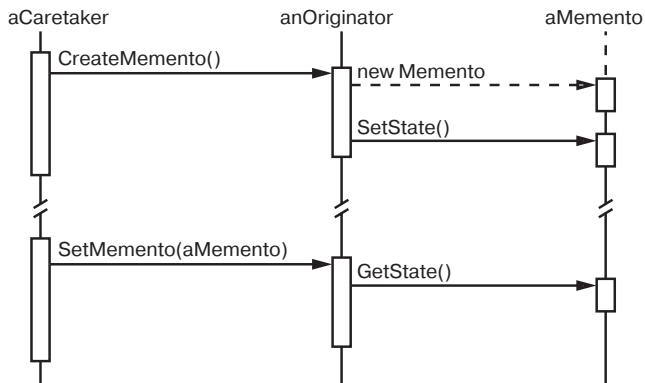 aCaretaker anOriginator aMemento
CreateMemento()
new Memento
SetState()
SetMemento(aMemento)
GetState()